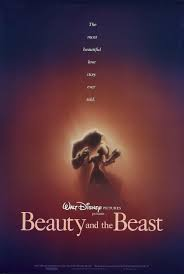 The
most
beautiful
love
story
ever
told.
WALT DISNEY PICTURES
presents
Beauty and the Beast